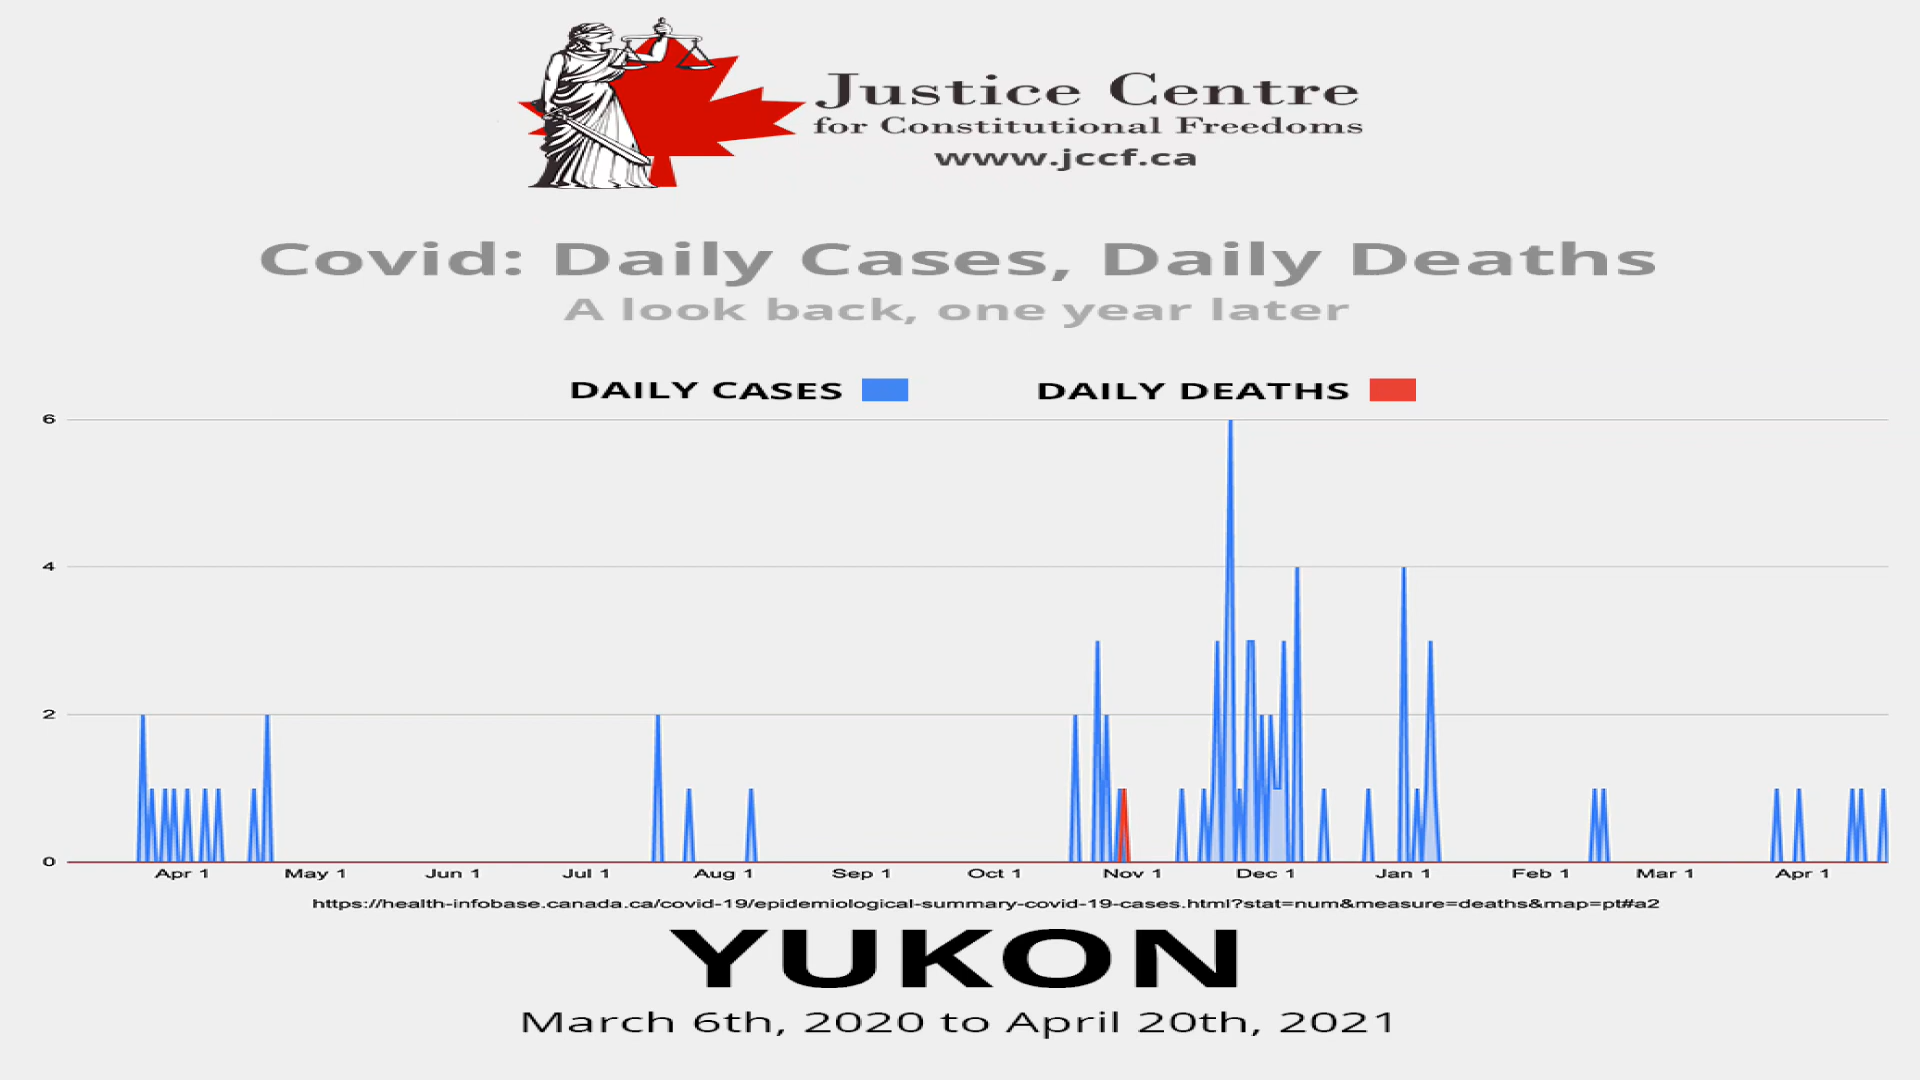 Justice Centre
for Constitutional Freedoms
www.jccf.ca
Covid: Daily Cases, Daily Deaths
A look back, one year later
DAILY CASES DAILY DEATHS
6
4
2
0
Apr 1 May 1 Jun 1 Jul 1 Aug 1 Sep 1 Oct 1 Nov 1 Dec 1 Jan 1 Feb 1 Mar 1 Apr 1
https://health-infobase.canada.ca/covid-19/epidemiological-summary-covid-19-cases.html?stat=num&measure=deaths&map=pt#a2
YUKON
March 6th, 2020 to April 20th, 2021